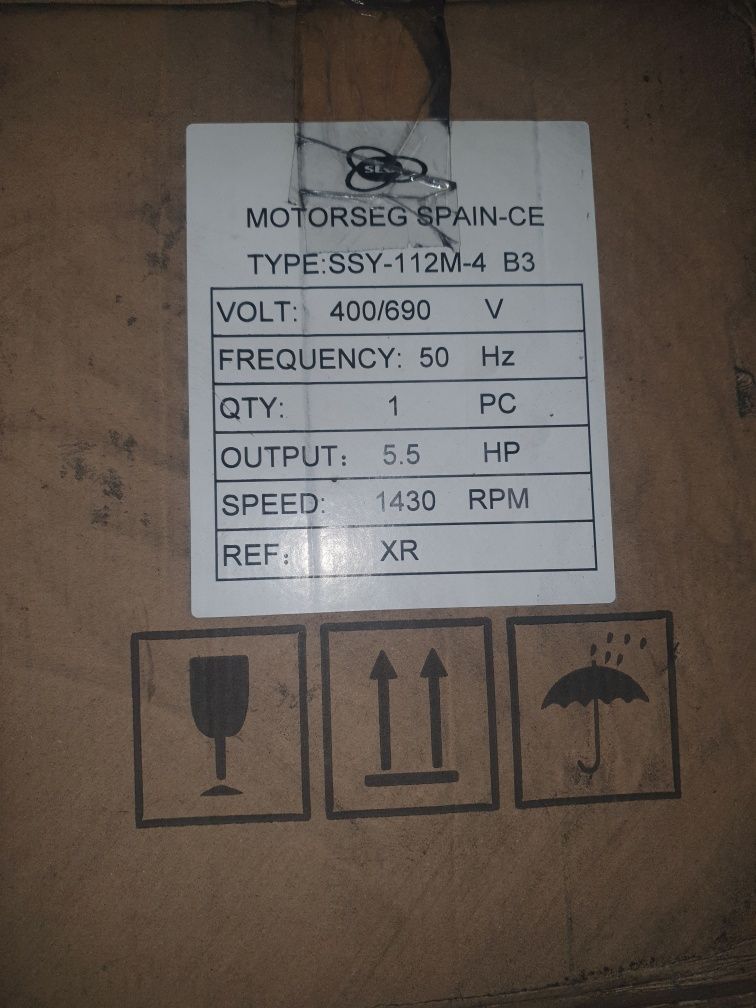 MOTORSEG SPAIN-CE
TYPE:SSY-112M-4 B3
VOLT: 400/690 V
FREQUENCY: 50 Hz
QTY: 1 PC
OUTPUT: 5.5 HP
SPEED: 1430 RPM
REF: XR